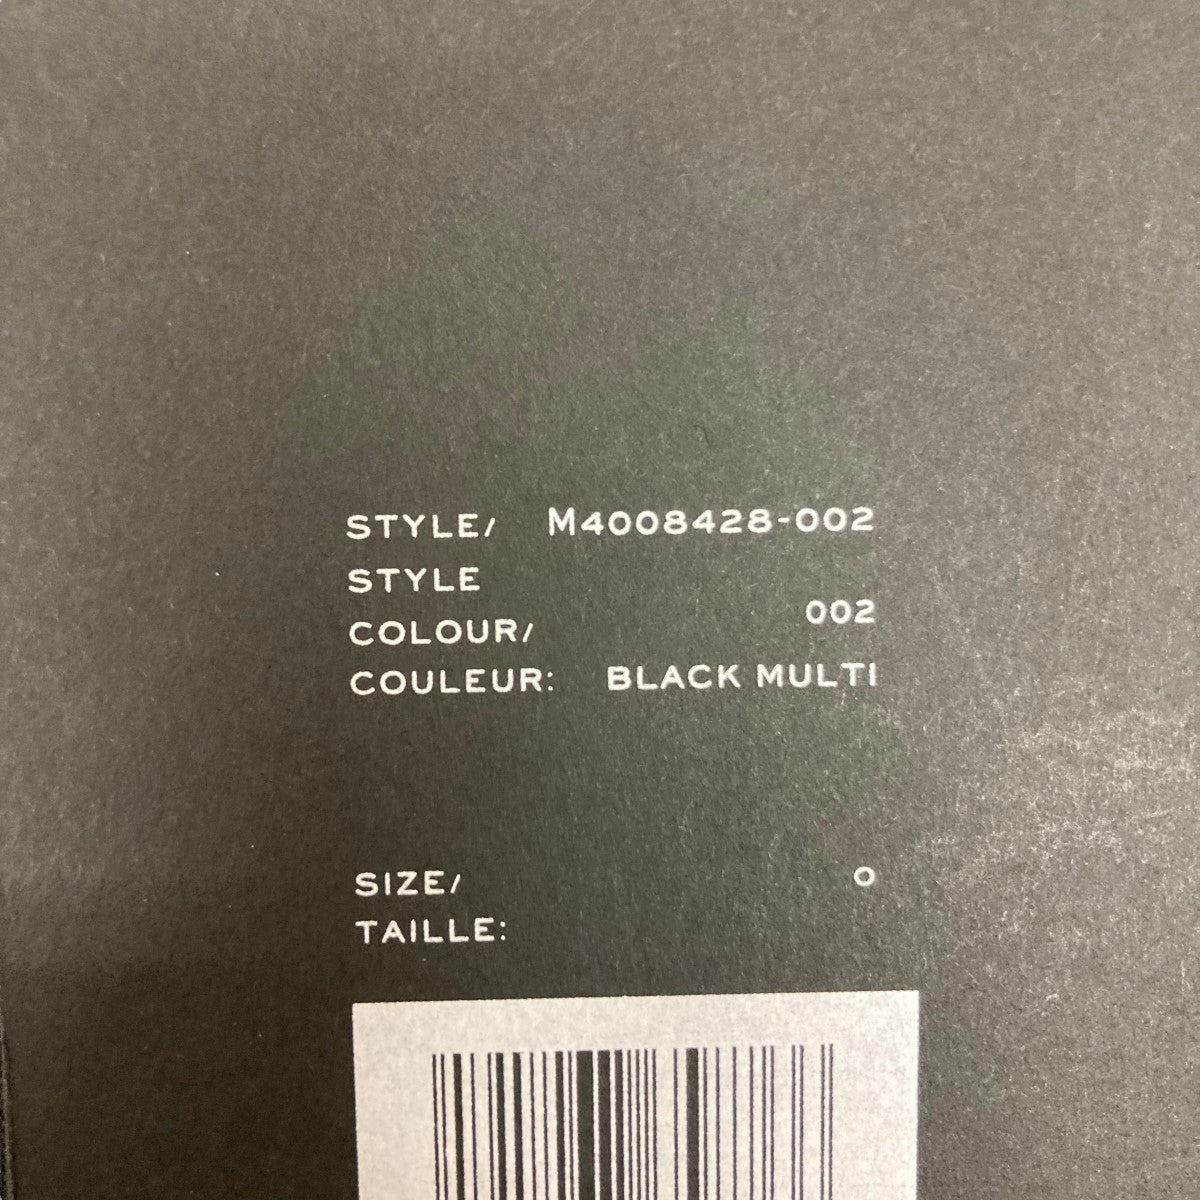 STYLE/ M4008428-002
STYLE
002
COLOUR/
COULEUR: BLACK MULTI
SIZE/ 0
TAILLE: